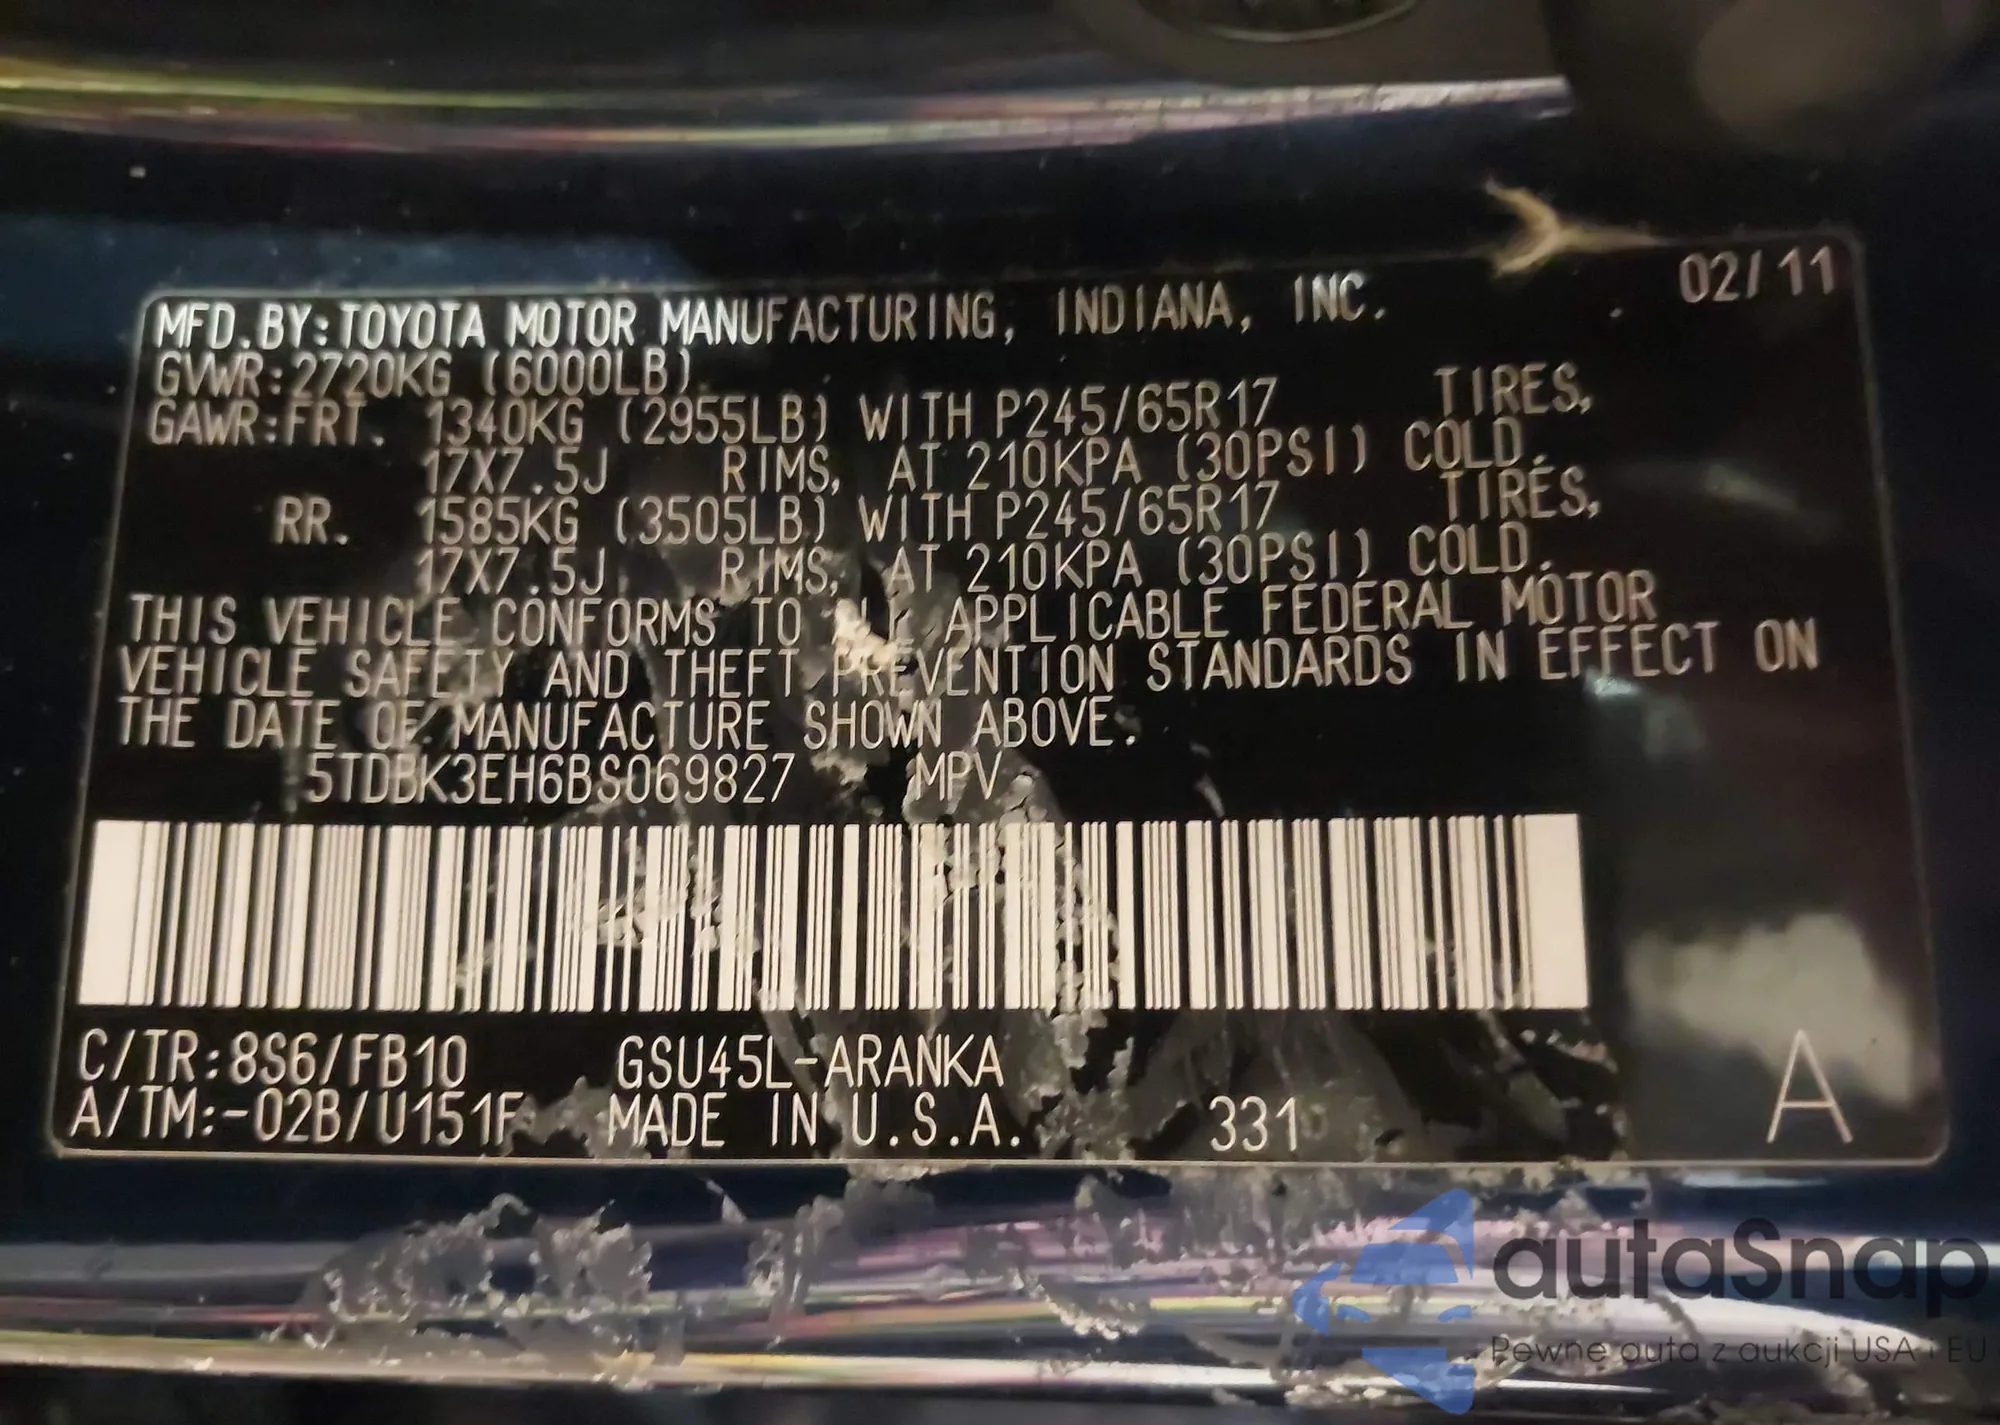 02/11
MFD.BY:TOYOTA MOTOR MANUFACTURING, INDIANA, INC.
GVWR:2720KG (6000LB)
GAWR:FRT. 1340KG (2955LB) WITH P245/65R17 TIRES,
17X7.5J RIMS, AT 210KPA (30PSI) COLD.
RR. 1585KG (3505LB) WITH P245/65R17 TIRES,
17X7.5J RIMS, AT 210KPA (30PSI) COLD.
THIS VEHICLE CONFORMS TO ALL APPLICABLE FEDERAL MOTOR
VEHICLE SAFETY AND THEFT PREVENTION STANDARDS IN EFFECT ON
THE DATE OF MANUFACTURE SHOWN ABOVE.
5TDBK3EH6BS069827 MPV
C/TR:8S6/FB10 GSU45L-ARANKA
A/TM:-02B/U151F MADE IN U.S.A. 331 A
autaSnap
Pewne auta z aukcji USA i EU